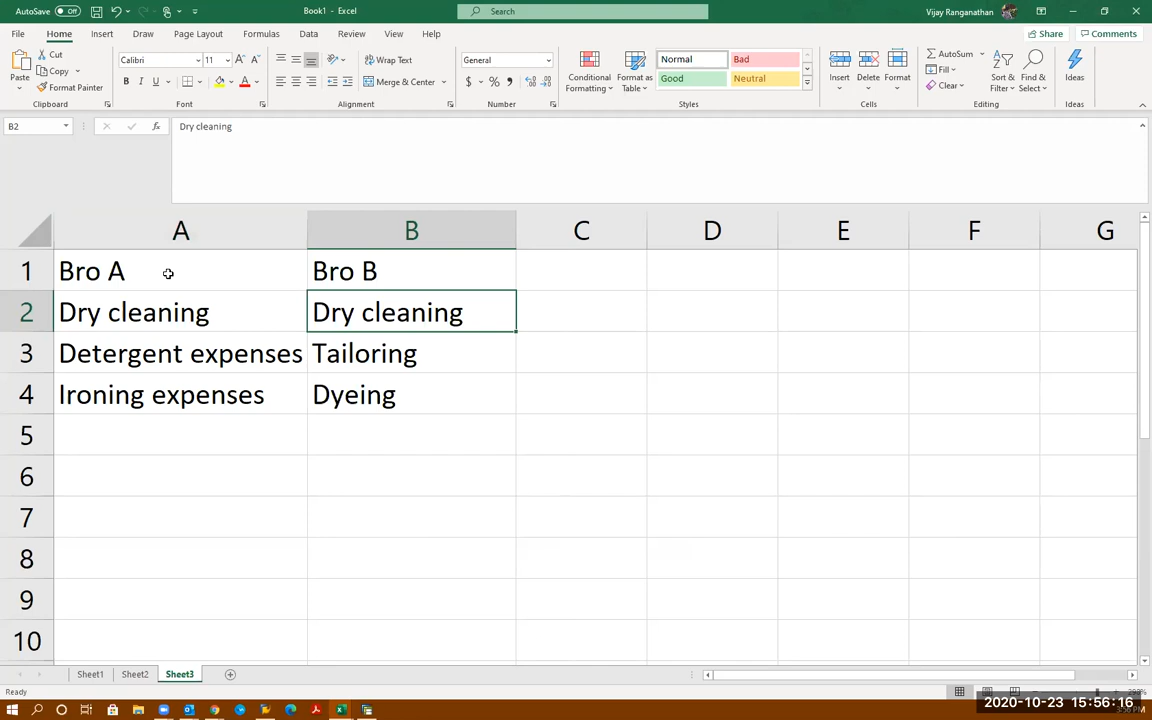 AutoSave Off Book1 - Excel Search Vijay Ranganathan
File Home Insert Draw Page Layout Formulas Data Review View Help Share Comments
Paste Cut Copy Format Painter Clipboard
Calibri 11 A A B I U A Font
Wrap Text Merge & Center Alignment
General $ % , Number
Conditional Formatting Format as Table Normal Bad Good Neutral Styles
Insert Delete Format Cells
AutoSum Fill Clear Sort & Filter Find & Select Editing
Ideas Ideas
B2 fx Dry cleaning
A B C D E F G
1 Bro A Bro B
2 Dry cleaning Dry cleaning
3 Detergent expenses Tailoring
4 Ironing expenses Dyeing
5
6
7
8
9
10
Sheet1 Sheet2 Sheet3
Ready
2020-10-23 15:56:16